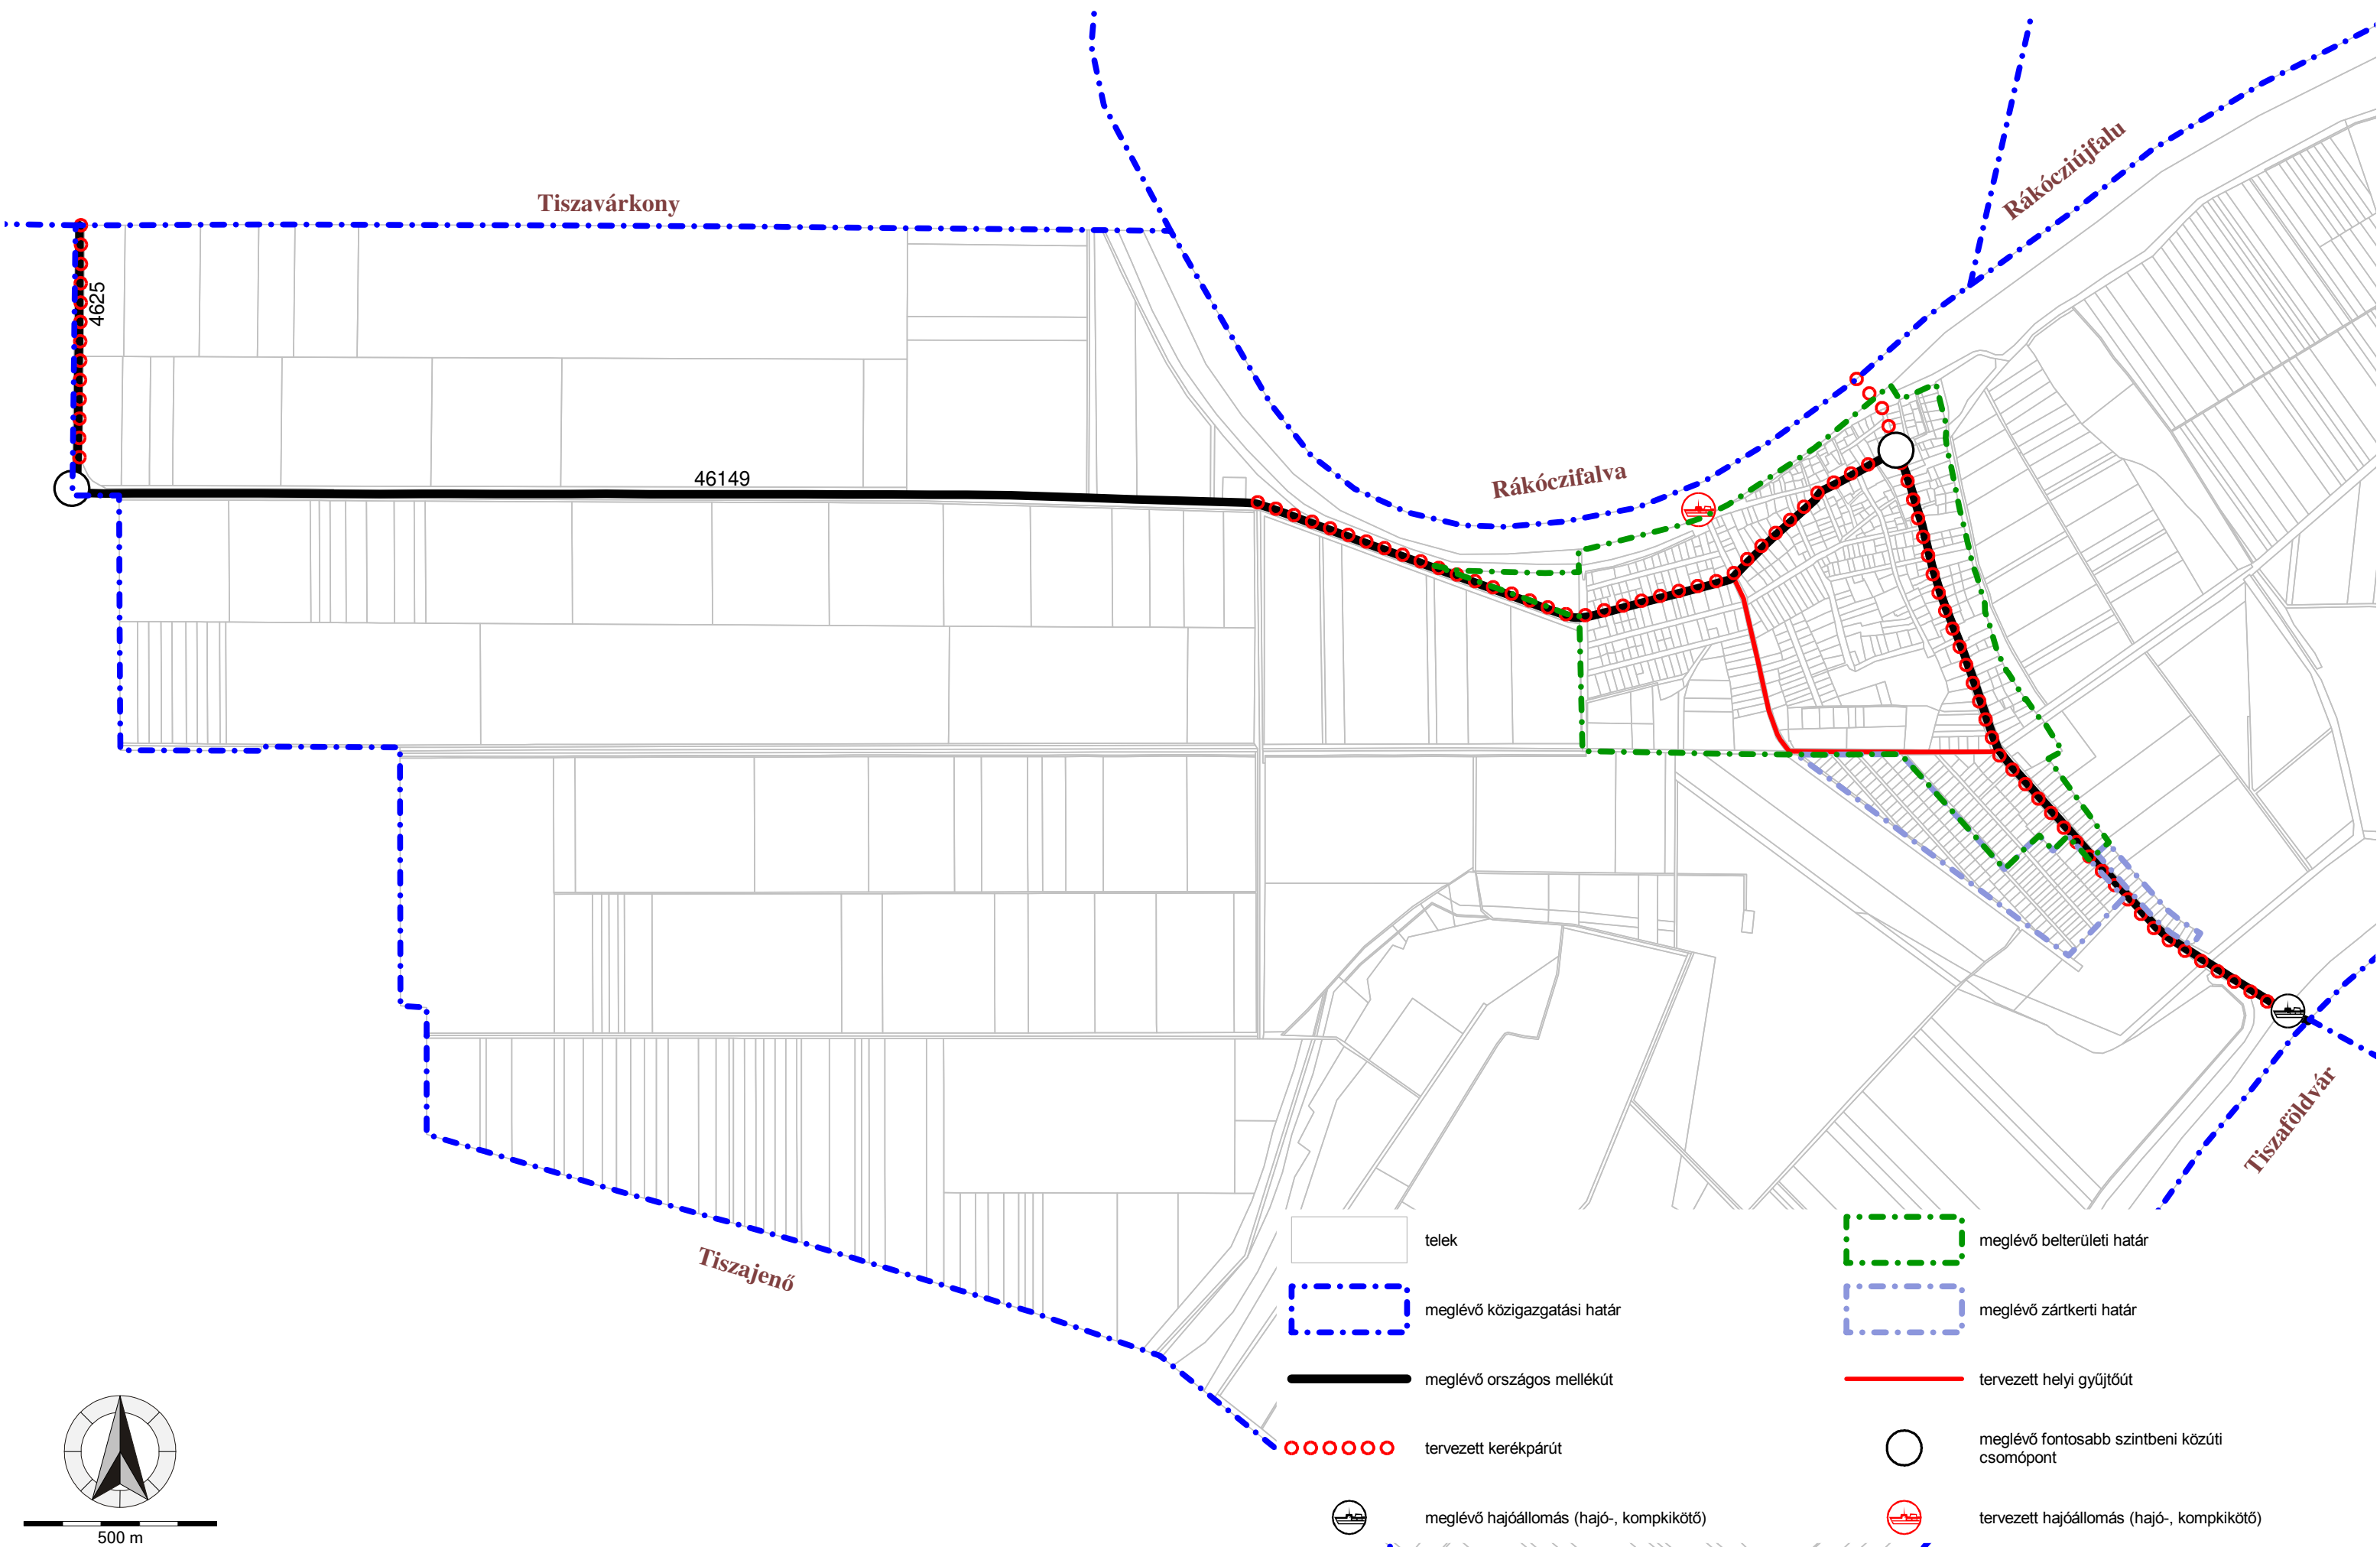 Rákócziújfalu
Tiszavárkony
4625
46149
Rákóczifalva
Tiszaföldvár
Tiszajenő
telek
meglévő belterületi határ
meglévő közigazgatási határ
meglévő zártkerti határ
meglévő országos mellékút
tervezett helyi gyűjtőút
tervezett kerékpárút
meglévő fontosabb szintbeni közúti
csomópont
meglévő hajóállomás (hajó-, kompkikötő)
tervezett hajóállomás (hajó-, kompkikötő)
500 m